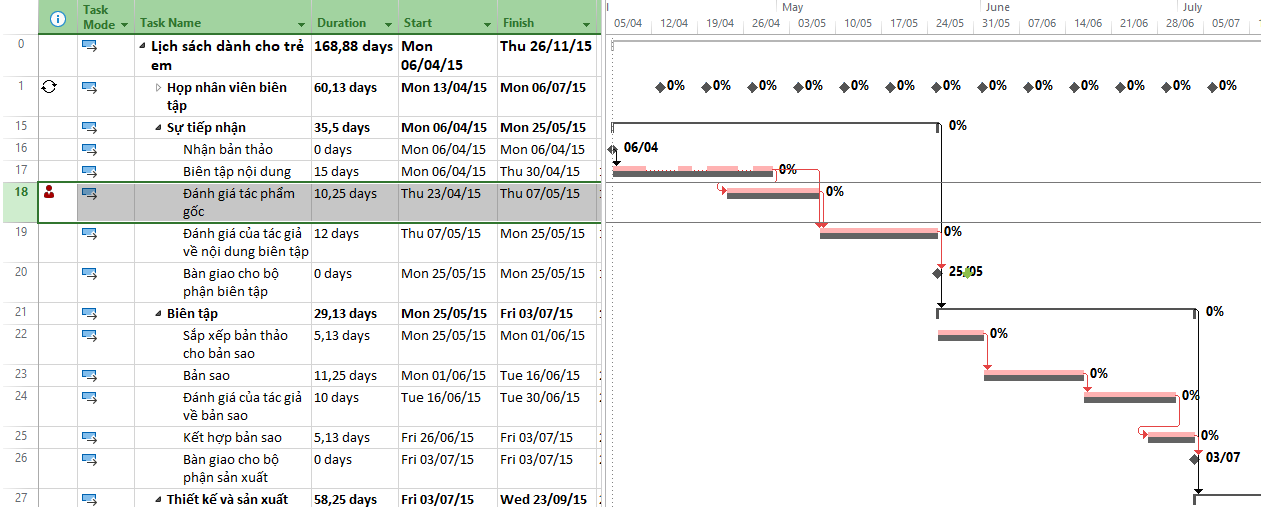 Task Mode Task Name Duration Start Finish
May June July
05/04 12/04 19/04 26/04 03/05 10/05 17/05 24/05 31/05 07/06 14/06 21/06 28/06 05/07
0 Lịch sách dành cho trẻ em 168,88 days Mon 06/04/15 Thu 26/11/15
1 Họp nhân viên biên tập 60,13 days Mon 13/04/15 Mon 06/07/15 0% 0% 0% 0% 0% 0% 0% 0% 0% 0% 0% 0% 0%
15 Sự tiếp nhận 35,5 days Mon 06/04/15 Mon 25/05/15 0%
16 Nhận bản thảo 0 days Mon 06/04/15 Mon 06/04/15 06/04
17 Biên tập nội dung 15 days Mon 06/04/15 Thu 30/04/15 0%
18 Đánh giá tác phẩm gốc 10,25 days Thu 23/04/15 Thu 07/05/15 0%
19 Đánh giá của tác giả về nội dung biên tập 12 days Thu 07/05/15 Mon 25/05/15 0%
20 Bàn giao cho bộ phận biên tập 0 days Mon 25/05/15 Mon 25/05/15 25/05
21 Biên tập 29,13 days Mon 25/05/15 Fri 03/07/15 0%
22 Sắp xếp bản thảo cho bản sao 5,13 days Mon 25/05/15 Mon 01/06/15 0%
23 Bản sao 11,25 days Mon 01/06/15 Tue 16/06/15 0%
24 Đánh giá của tác giả về bản sao 10 days Tue 16/06/15 Tue 30/06/15 0%
25 Kết hợp bản sao 5,13 days Fri 26/06/15 Fri 03/07/15 0%
26 Bàn giao cho bộ phận sản xuất 0 days Fri 03/07/15 Fri 03/07/15 03/07
27 Thiết kế và sản xuất 58,25 days Fri 03/07/15 Wed 23/09/15